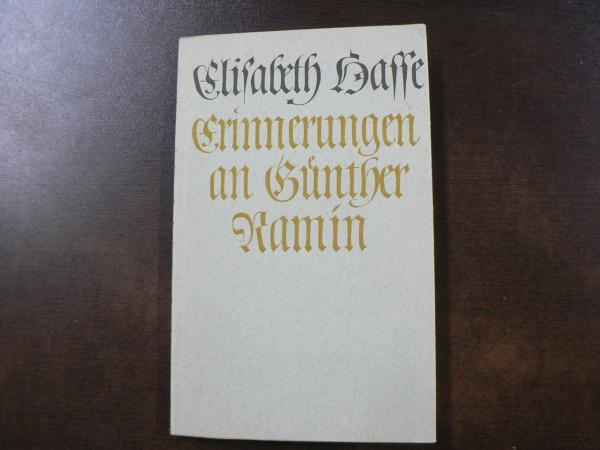 Elisabeth Hasse
Erinnerungen
an Günther
Ramin